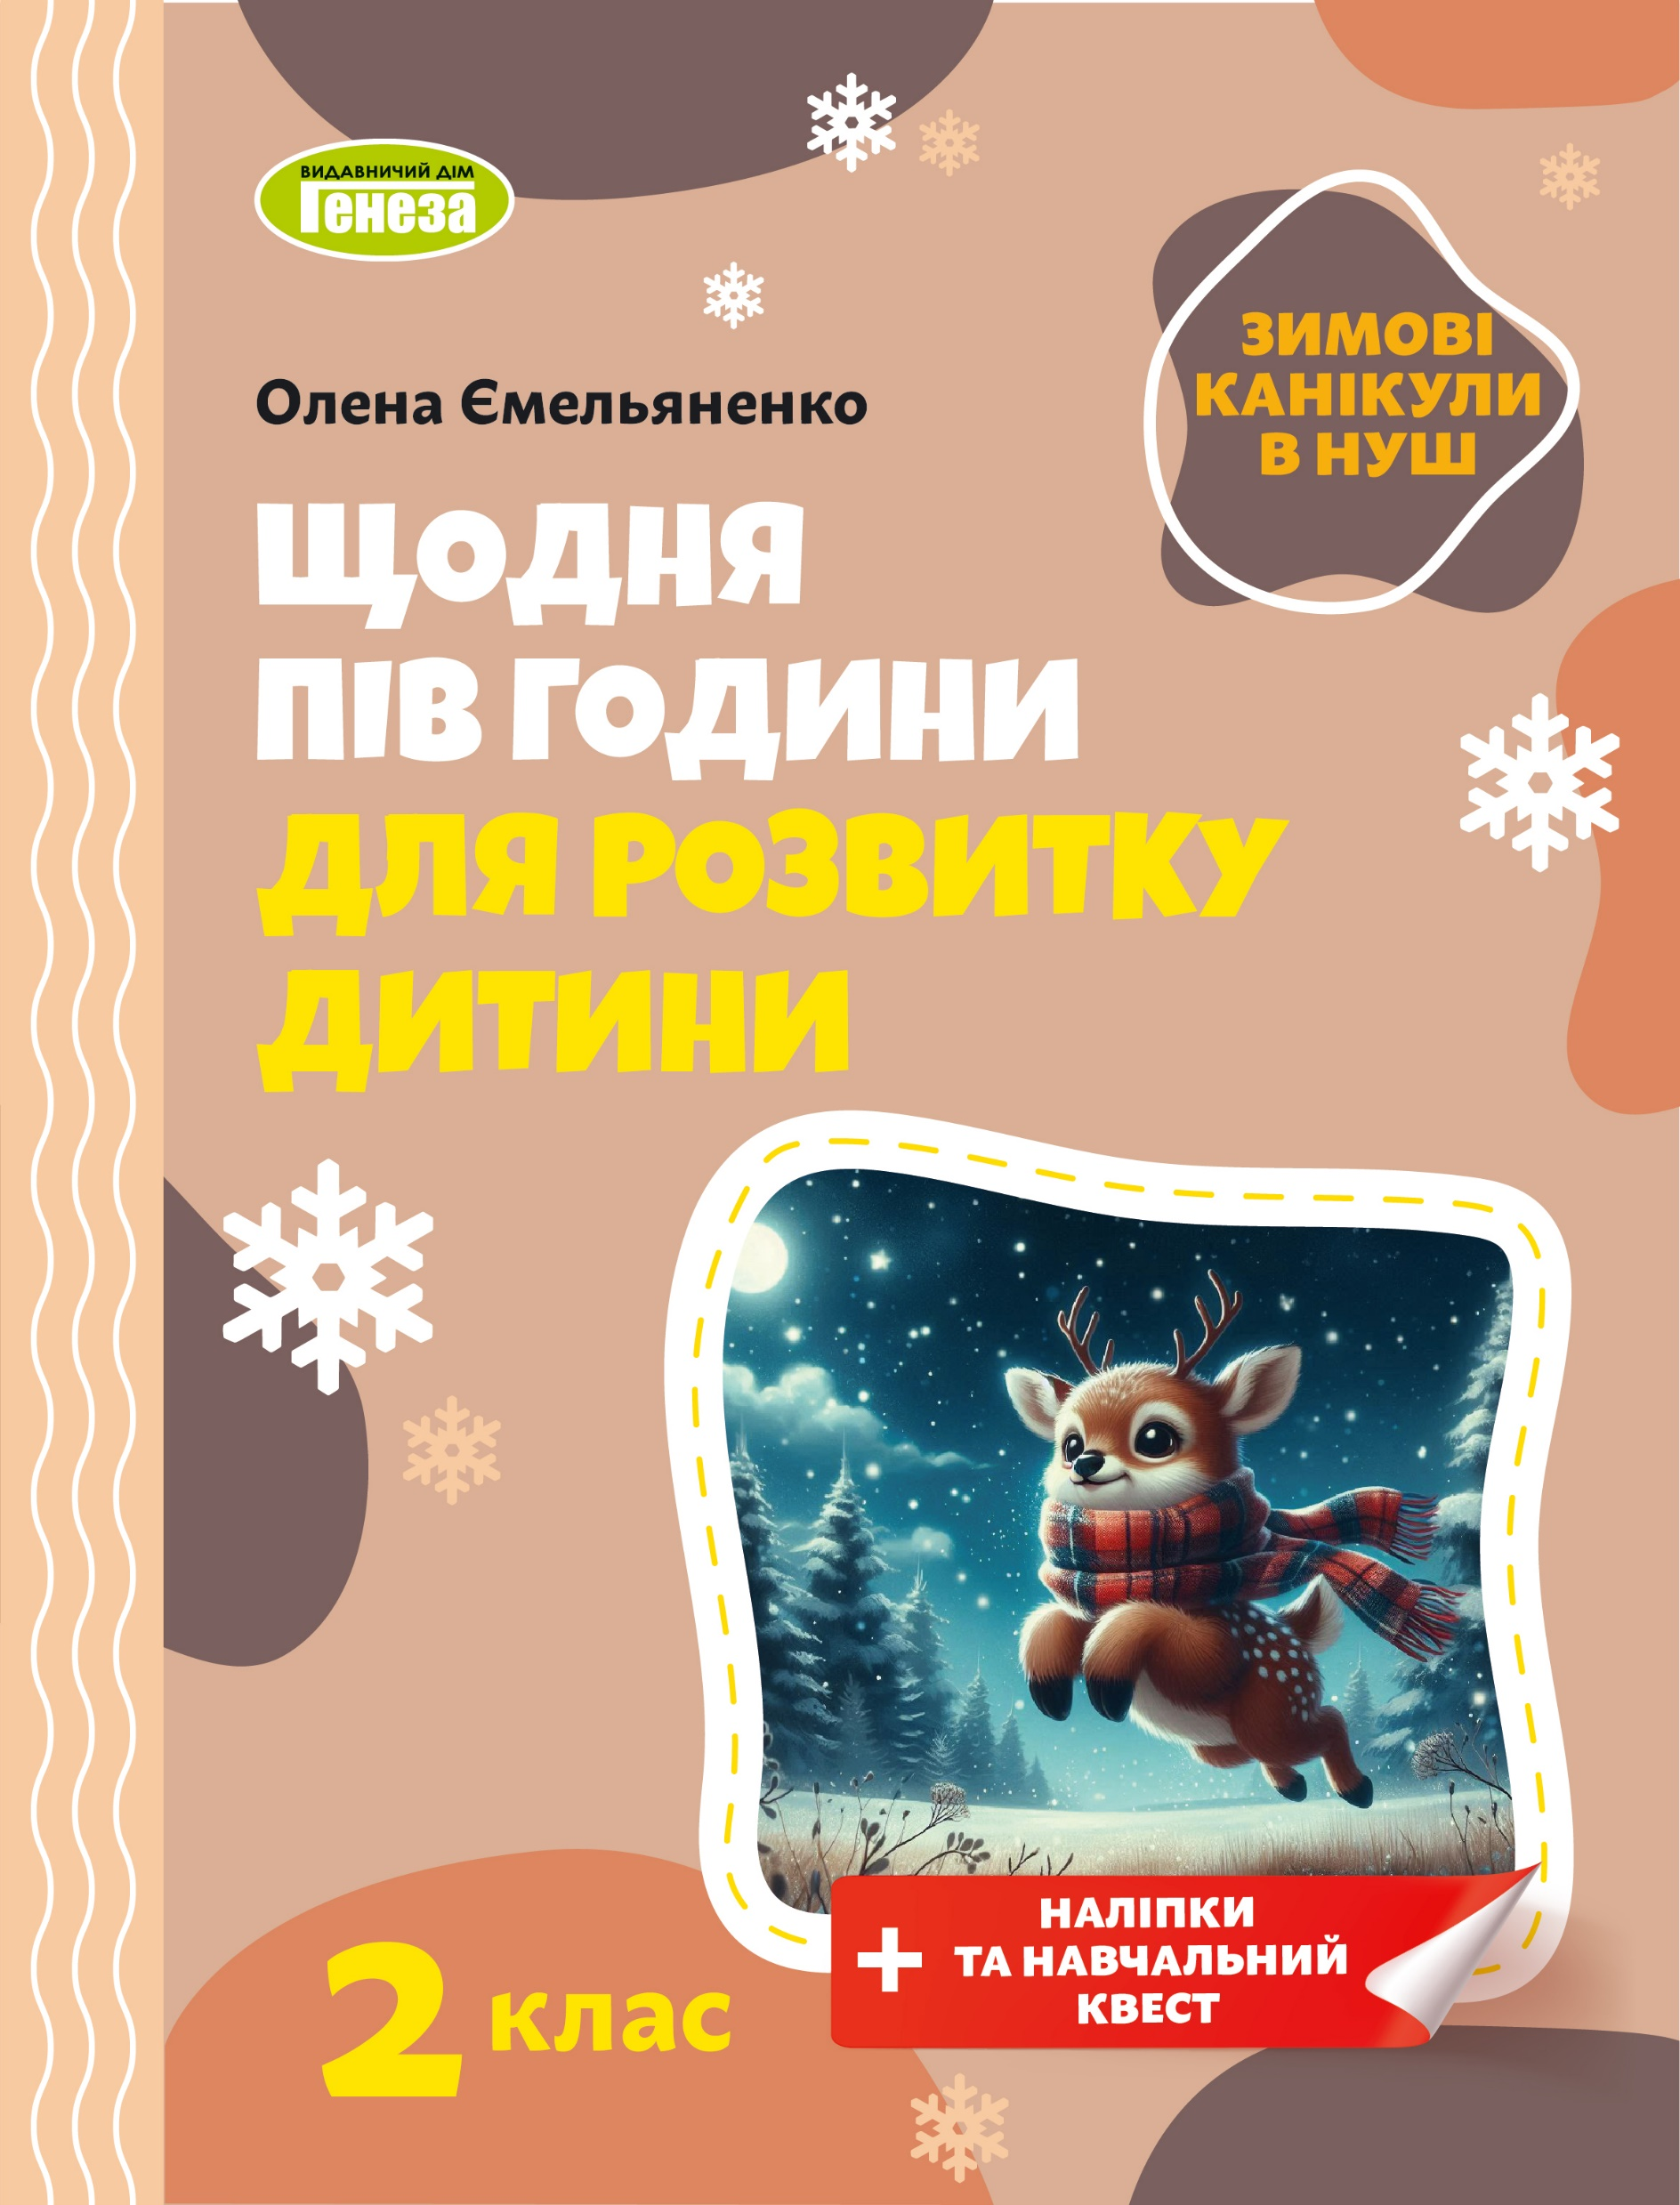 ВИДАВНИЧИЙ ДІМ
Генеза
ЗИМОВІ
КАНІКУЛИ
В НУШ
Олена Ємельяненко
ЩОДНЯ
ПІВ ГОДИНИ
ДЛЯ РОЗВИТКУ
ДИТИНИ
+ НАЛІПКИ
ТА НАВЧАЛЬНИЙ
КВЕСТ
2 клас